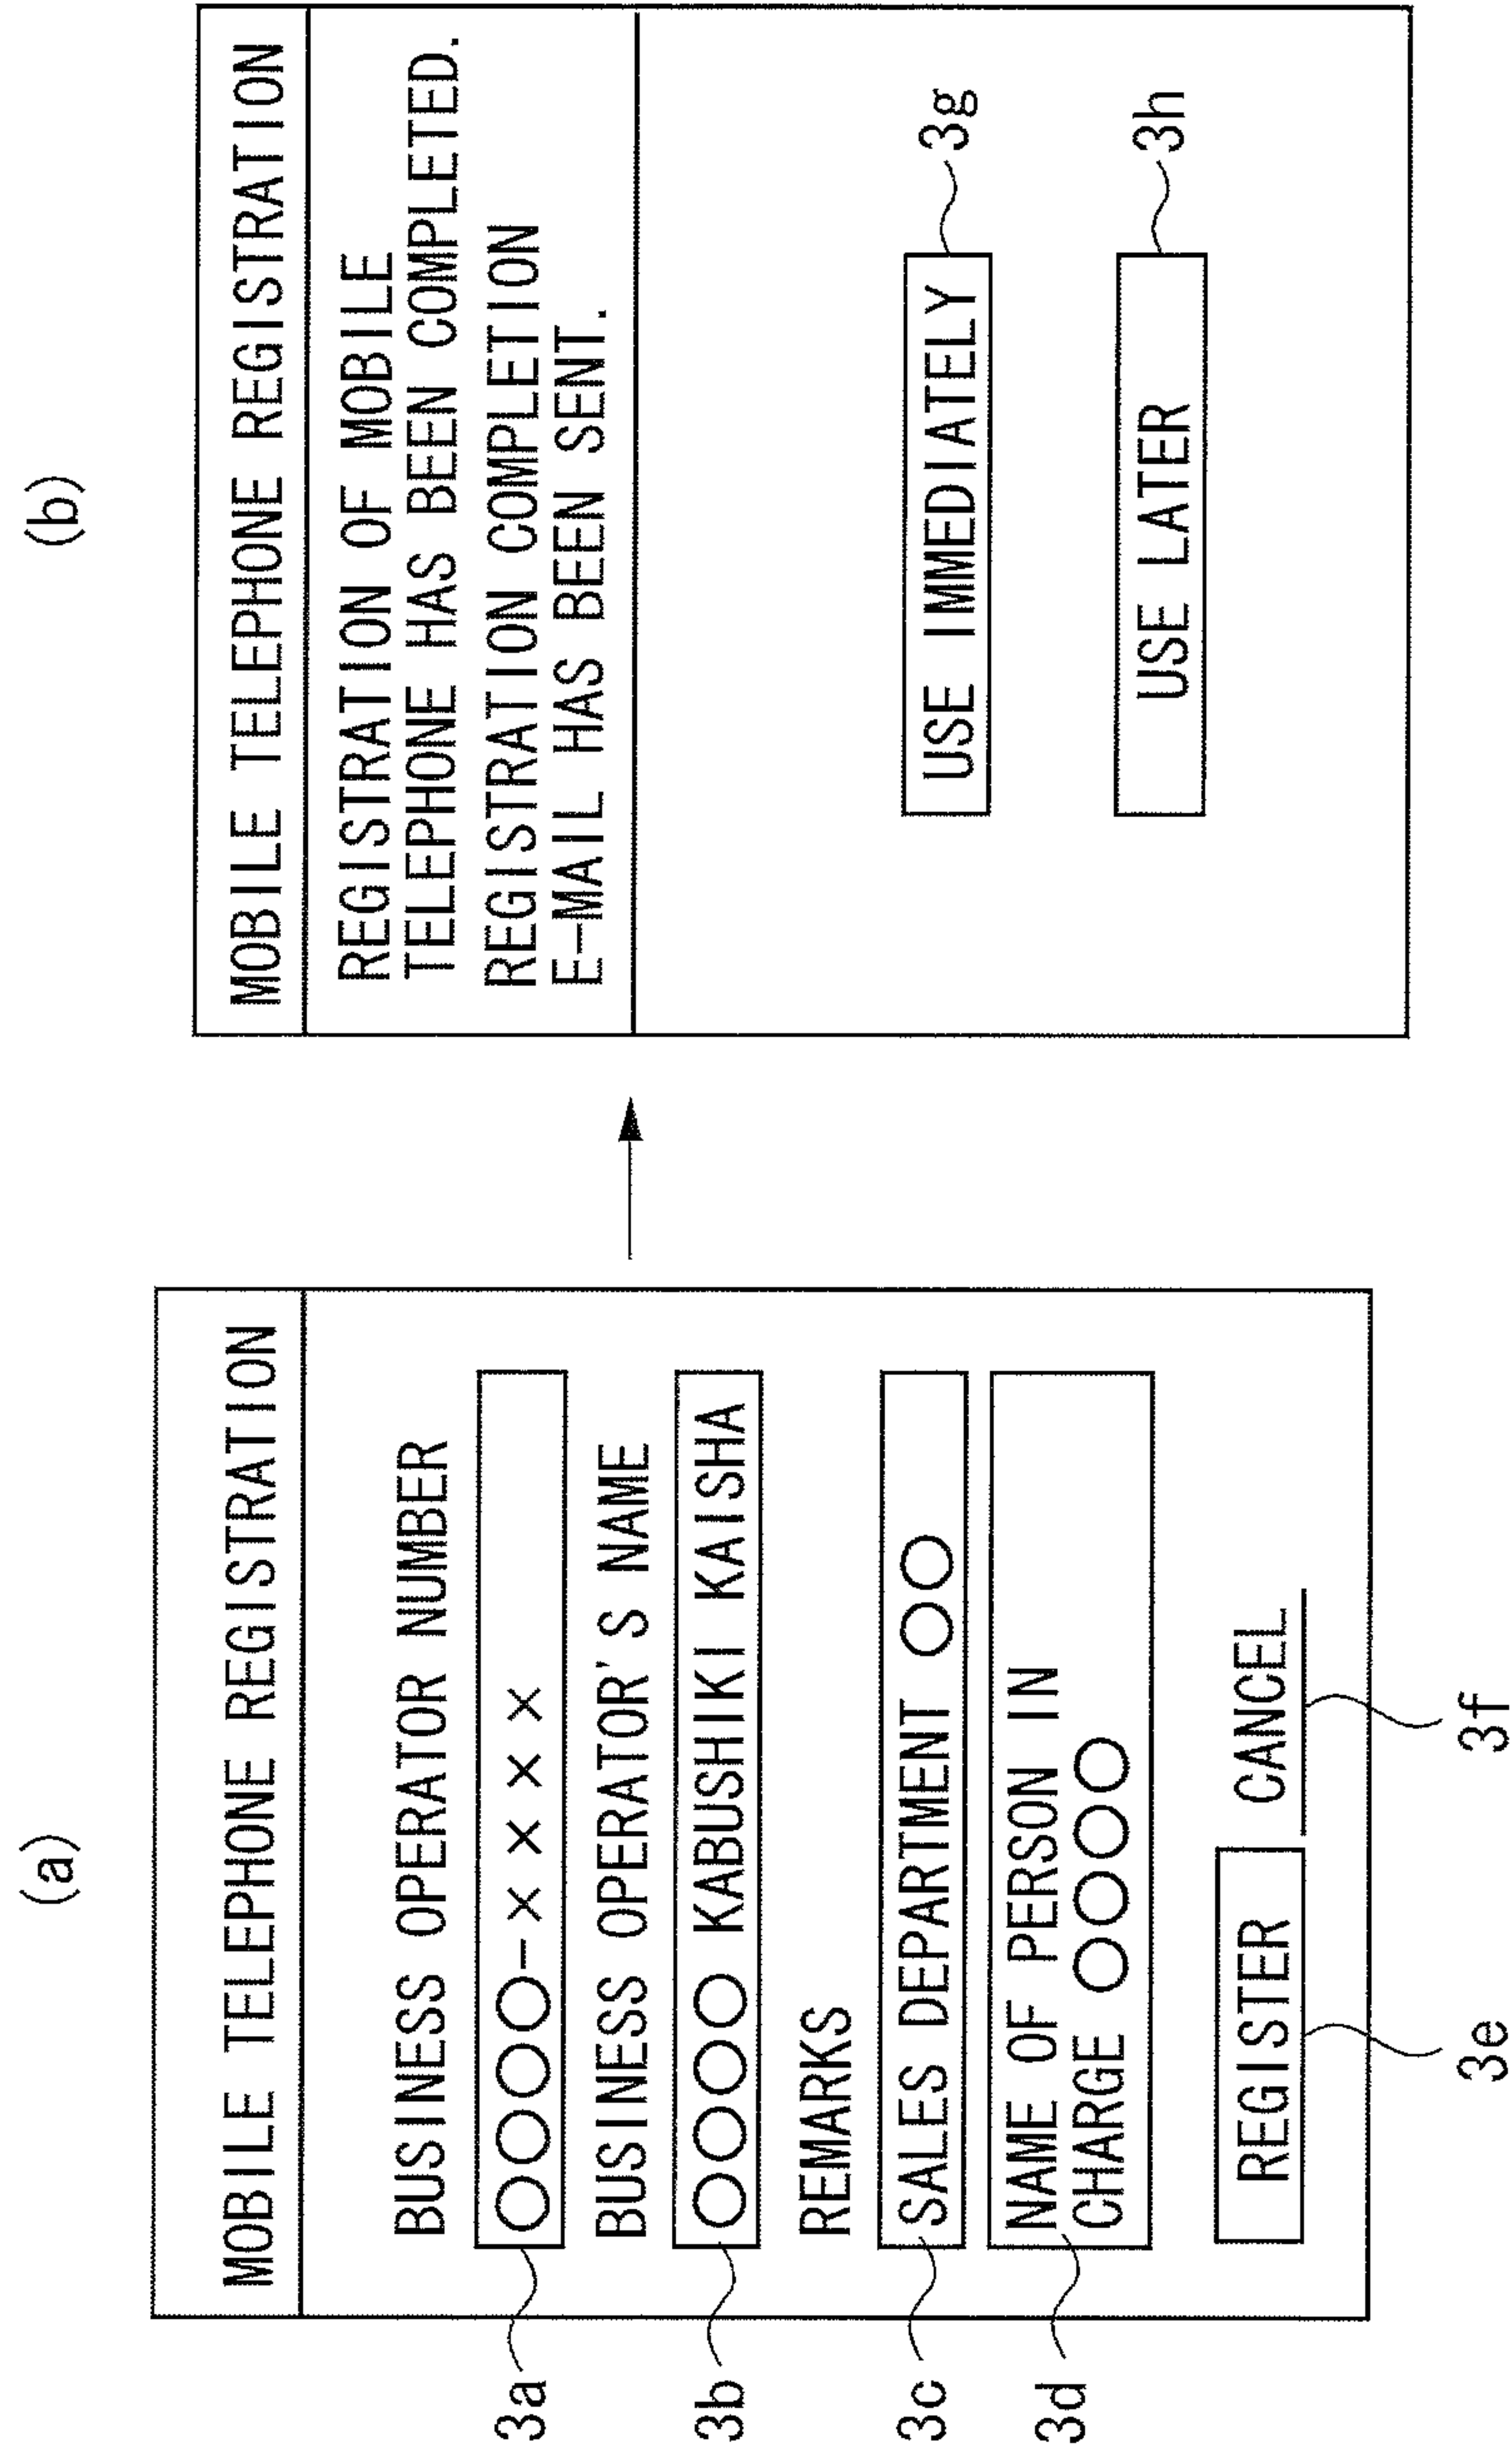 (a)
MOBILE TELEPHONE REGISTRATION
BUSINESS OPERATOR NUMBER
3a
○○○○-××××
BUSINESS OPERATOR'S NAME
3b
○○○○ KABUSHIKI KAISHA
REMARKS
3c
SALES DEPARTMENT ○○
3d
NAME OF PERSON IN
CHARGE ○○○○
REGISTER
CANCEL
3e
3f
(b)
MOBILE TELEPHONE REGISTRATION
REGISTRATION OF MOBILE
TELEPHONE HAS BEEN COMPLETED.
REGISTRATION COMPLETION
E-MAIL HAS BEEN SENT.
USE IMMEDIATELY
3g
USE LATER
3h